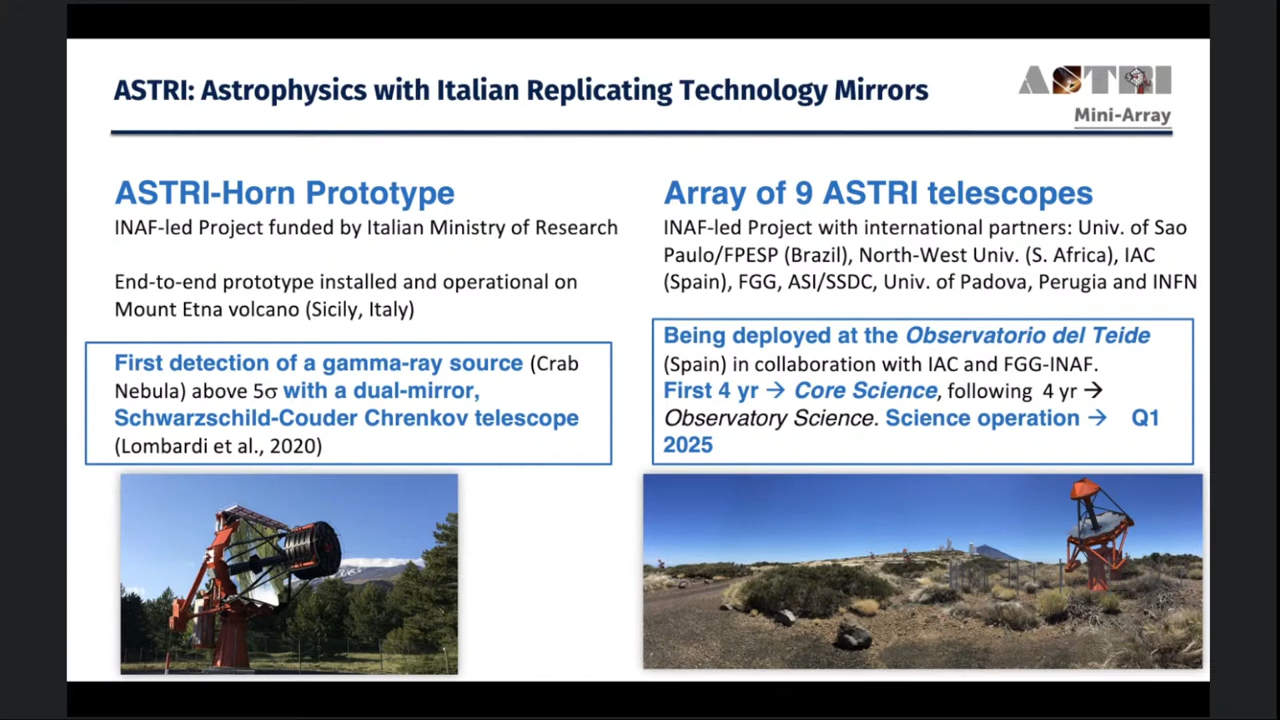 ASTRI: Astrophysics with Italian Replicating Technology Mirrors
ASTRI
Mini-Array
ASTRI-Horn Prototype
INAF-led Project funded by Italian Ministry of Research
End-to-end prototype installed and operational on
Mount Etna volcano (Sicily, Italy)
First detection of a gamma-ray source (Crab
Nebula) above 5σ with a dual-mirror,
Schwarzschild-Couder Chrenkov telescope
(Lombardi et al., 2020)
Array of 9 ASTRI telescopes
INAF-led Project with international partners: Univ. of Sao
Paulo/FPESP (Brazil), North-West Univ. (S. Africa), IAC
(Spain), FGG, ASI/SSDC, Univ. of Padova, Perugia and INFN
Being deployed at the Observatorio del Teide
(Spain) in collaboration with IAC and FGG-INAF.
First 4 yr → Core Science, following 4 yr →
Observatory Science. Science operation → Q1
2025